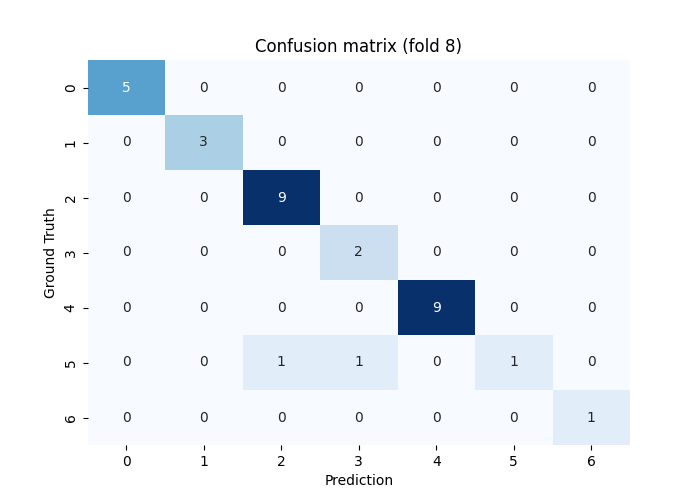 Confusion matrix (fold 8)
Ground Truth
0 5 0 0 0 0 0 0
1 0 3 0 0 0 0 0
2 0 0 9 0 0 0 0
3 0 0 0 2 0 0 0
4 0 0 0 0 9 0 0
5 0 0 1 1 0 1 0
6 0 0 0 0 0 0 1
0 1 2 3 4 5 6
Prediction